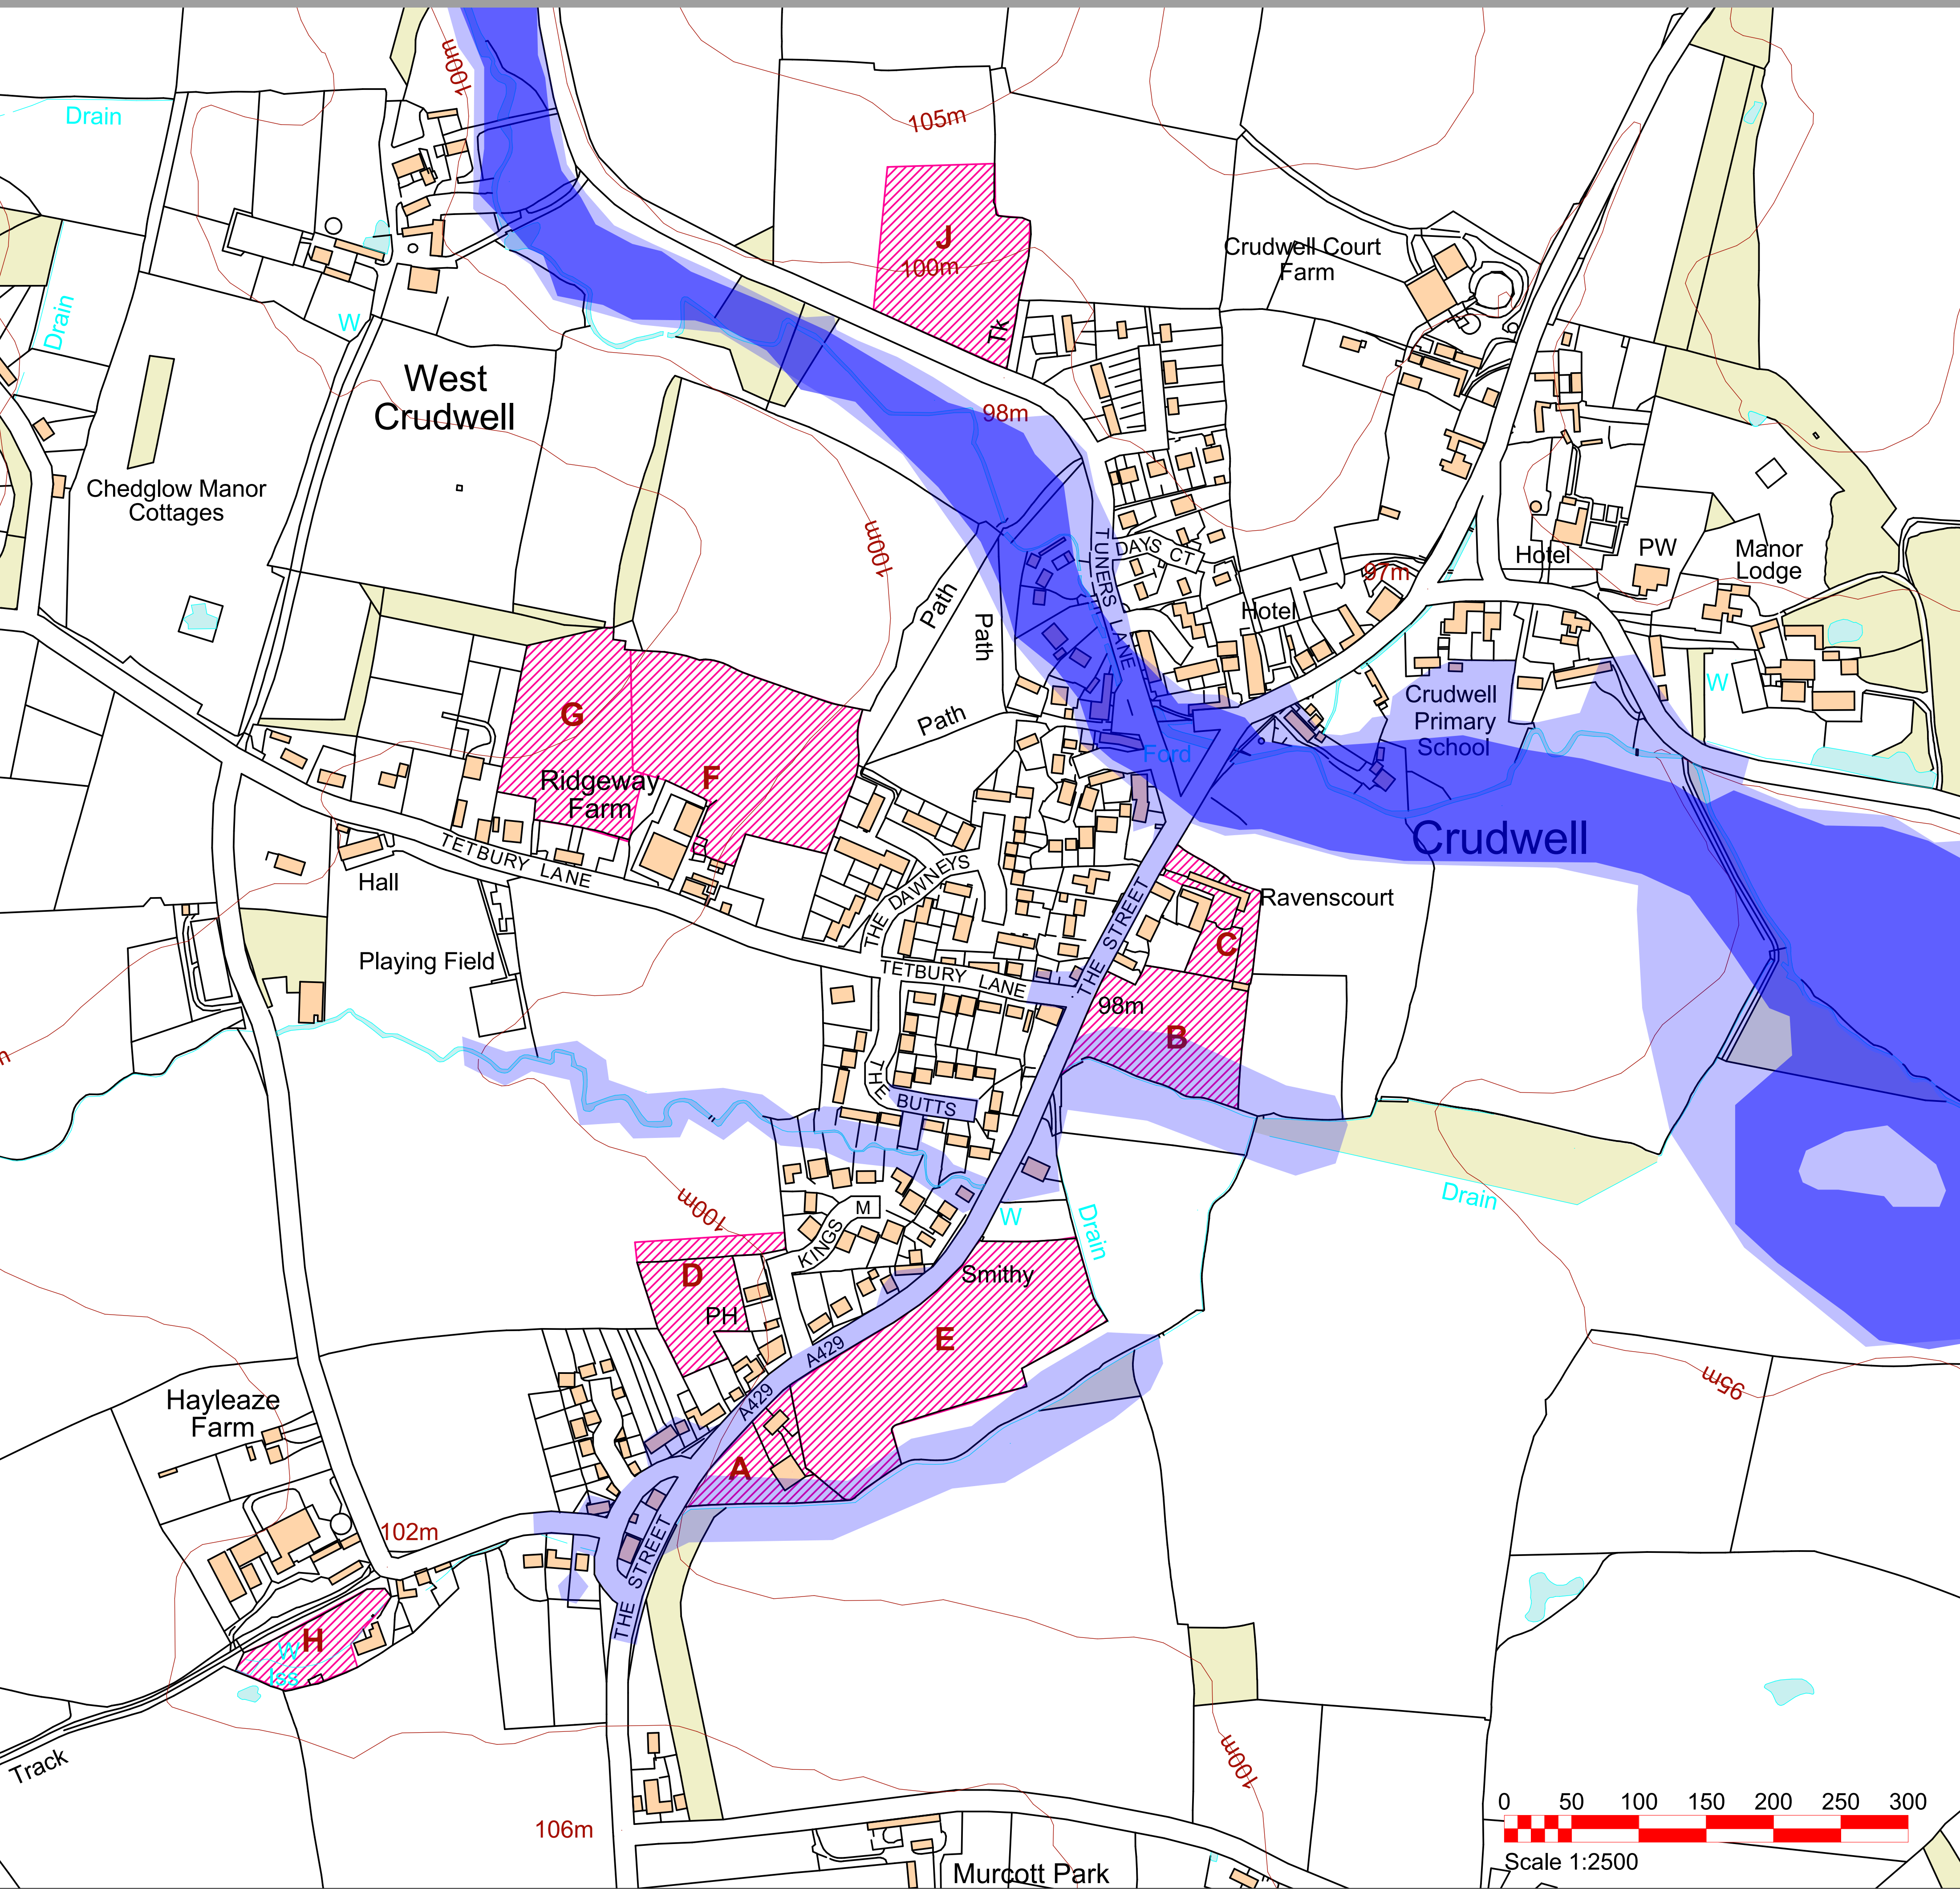 100m
Drain
105m
J
100m
Crudwell Court
Farm
Drain
W
Tk
West
Crudwell
98m
Chedglow Manor
Cottages
100m
TUNERS LANE
DAYS CT
97m
Hotel
PW
Manor
Lodge
Hotel
Path
Path
W
Crudwell
Primary
School
G
Path
Ford
F
Ridgeway
Farm
Crudwell
TETBURY LANE
Hall
THE DAWNEYS
THE STREET
Ravenscourt
C
Playing Field
TETBURY LANE
98m
B
m
THE
BUTTS
100m
KINGS
M
W
Drain
Drain
D
PH
Smithy
E
A429
A429
95m
Hayleaze
Farm
A
102m
THE STREET
H
W
Iss
Track
100m
106m
Murcott Park
0 50 100 150 200 250 300
Scale 1:2500